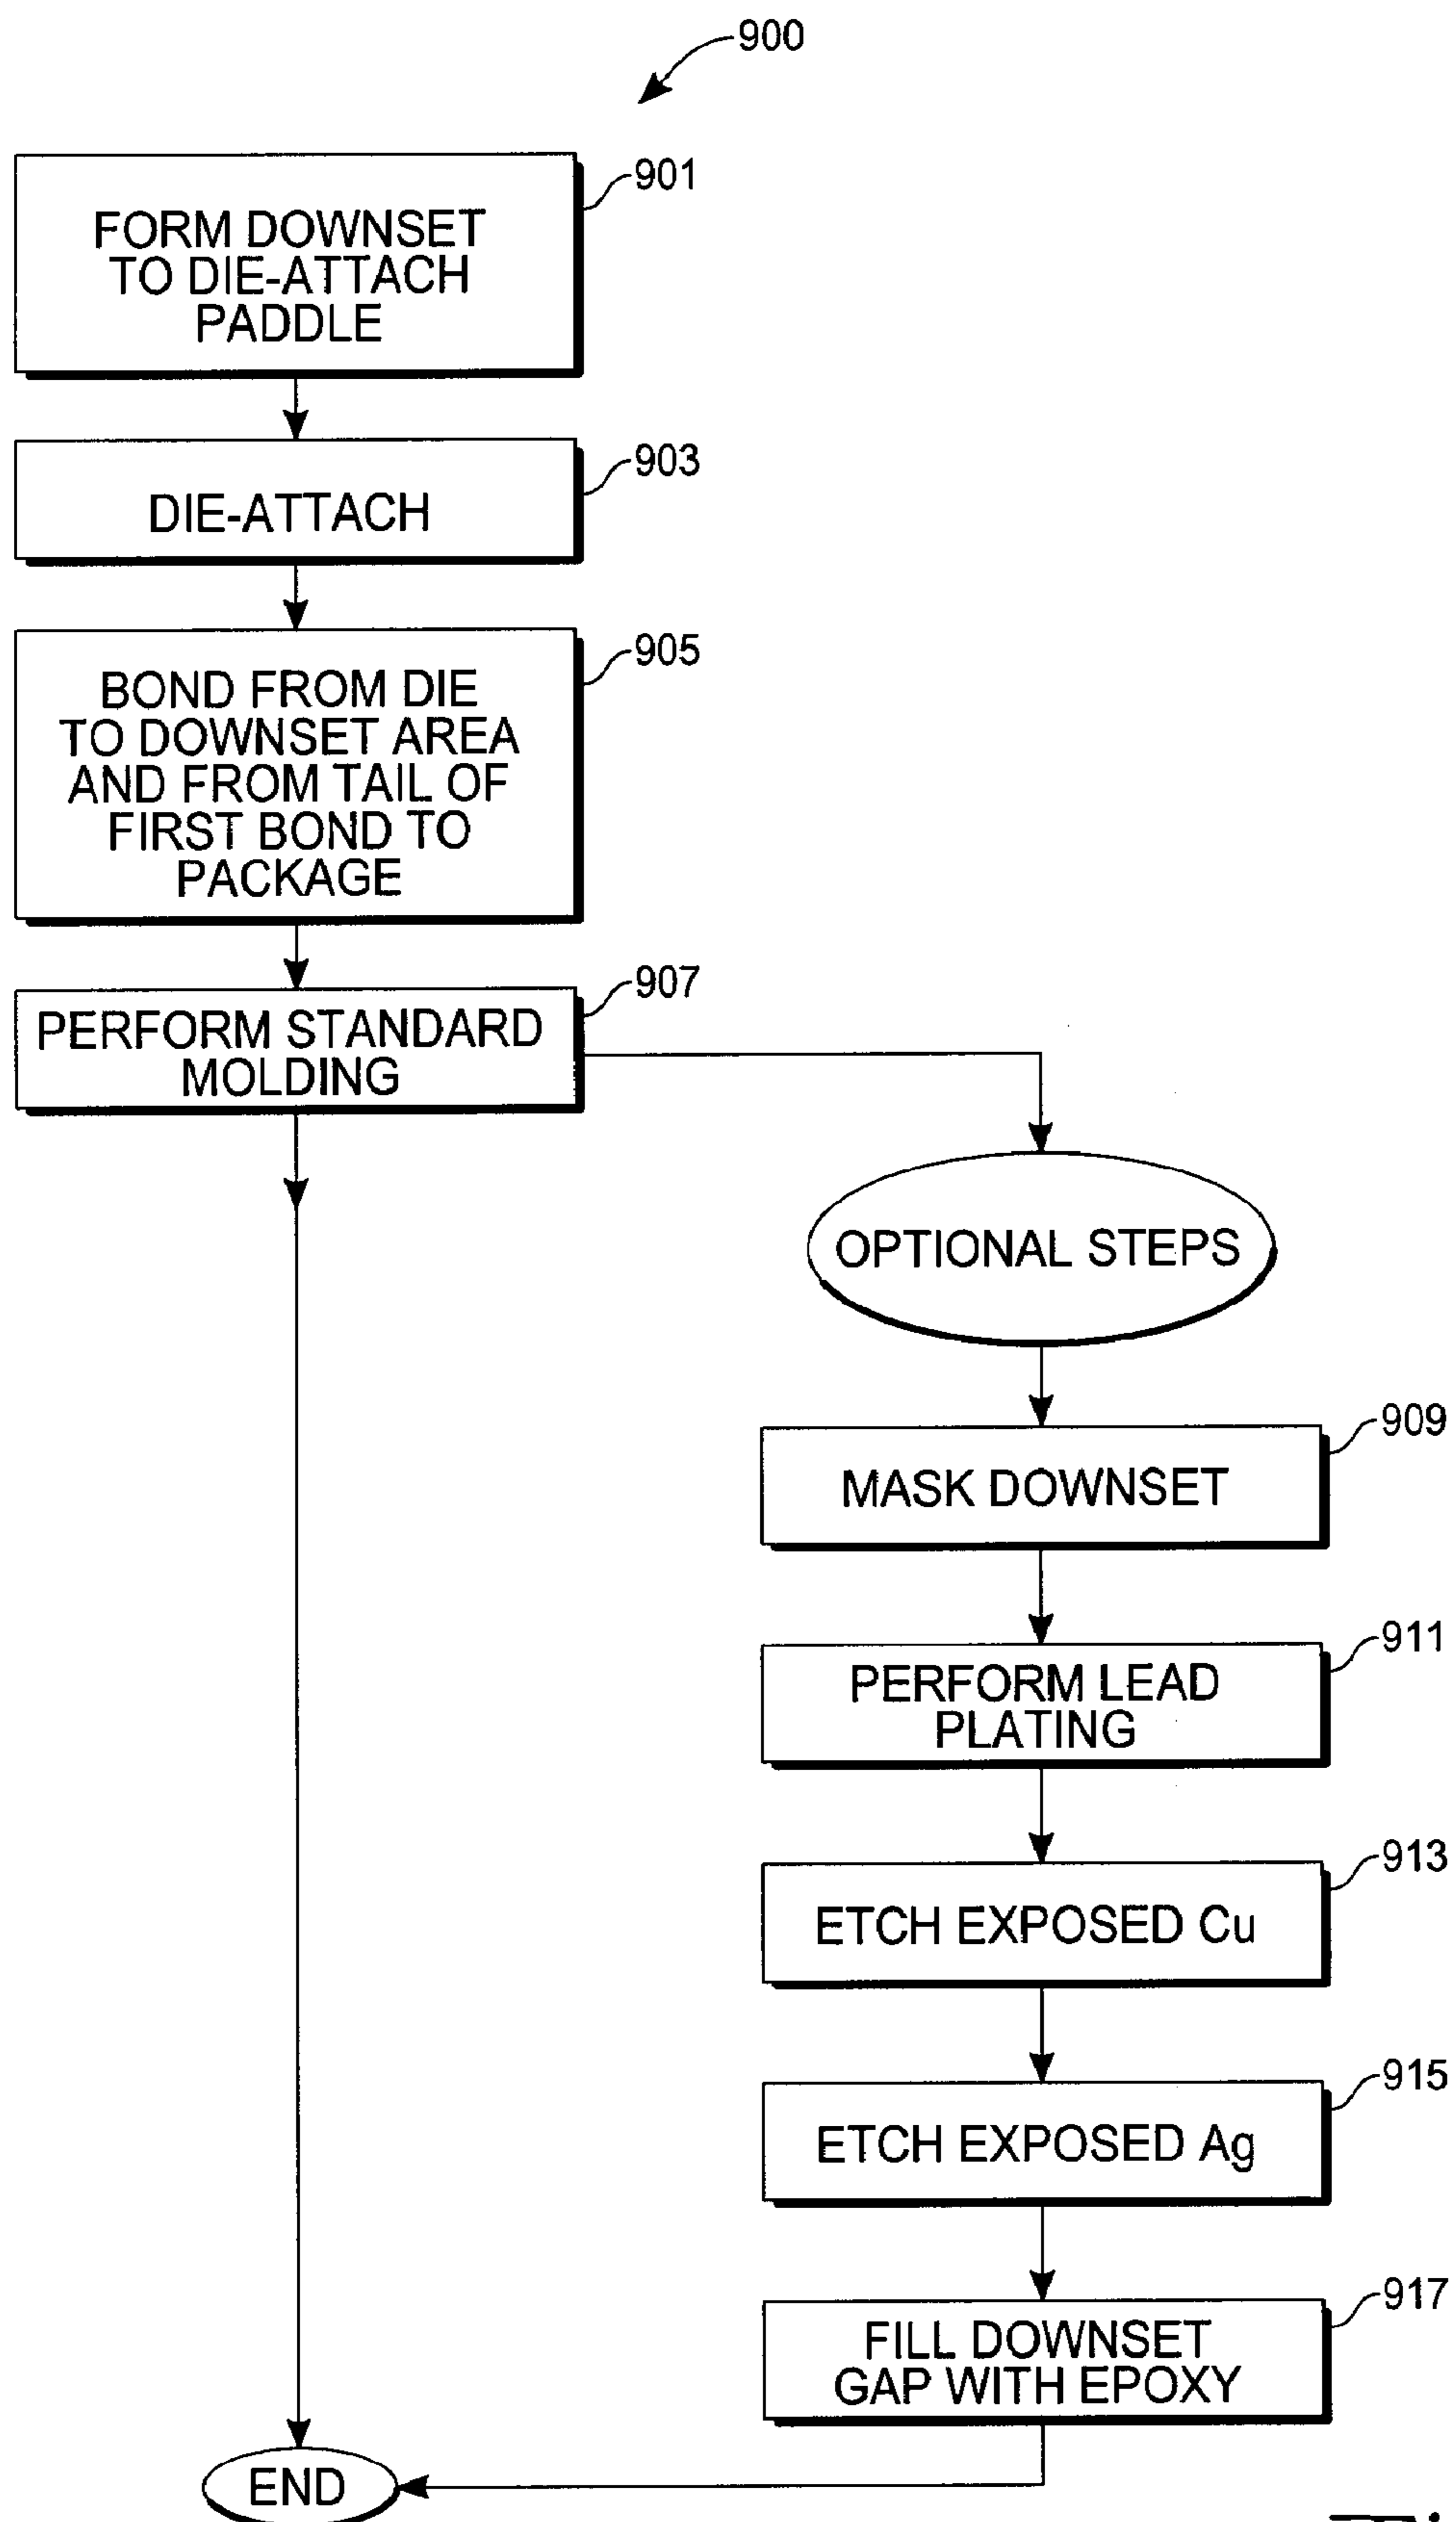 900
901
FORM DOWNSET
TO DIE-ATTACH
PADDLE
903
DIE-ATTACH
905
BOND FROM DIE
TO DOWNSET AREA
AND FROM TAIL OF
FIRST BOND TO
PACKAGE
907
PERFORM STANDARD
MOLDING
OPTIONAL STEPS
909
MASK DOWNSET
911
PERFORM LEAD
PLATING
913
ETCH EXPOSED Cu
915
ETCH EXPOSED Ag
917
FILL DOWNSET
GAP WITH EPOXY
END